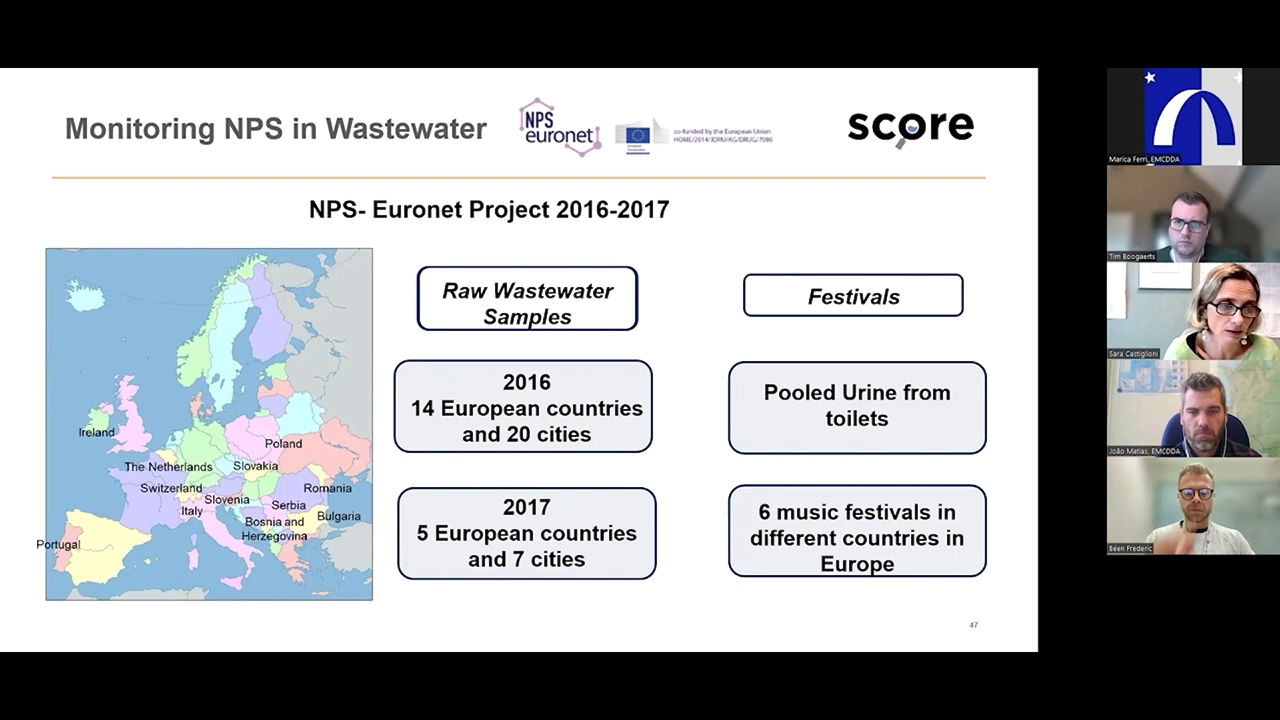 Monitoring NPS in Wastewater
NPS
euronet
co-funded by the European Union
HOME/2014/JDRU/AG/DRUG/7086
score
NPS- Euronet Project 2016-2017
Raw Wastewater
Samples
Festivals
2016
14 European countries
and 20 cities
Pooled Urine from
toilets
2017
5 European countries
and 7 cities
6 music festivals in
different countries in
Europe
Ireland
Poland
The Netherlands
Slovakia
Switzerland
Romania
Slovenia
Italy
Serbia
Bosnia and
Herzegovina
Bulgaria
Portugal
47
Marica Ferri, EMCDDA
Tim Boogaerts
Sara Castiglioni
João Matias, EMCDDA
Béen Frederic